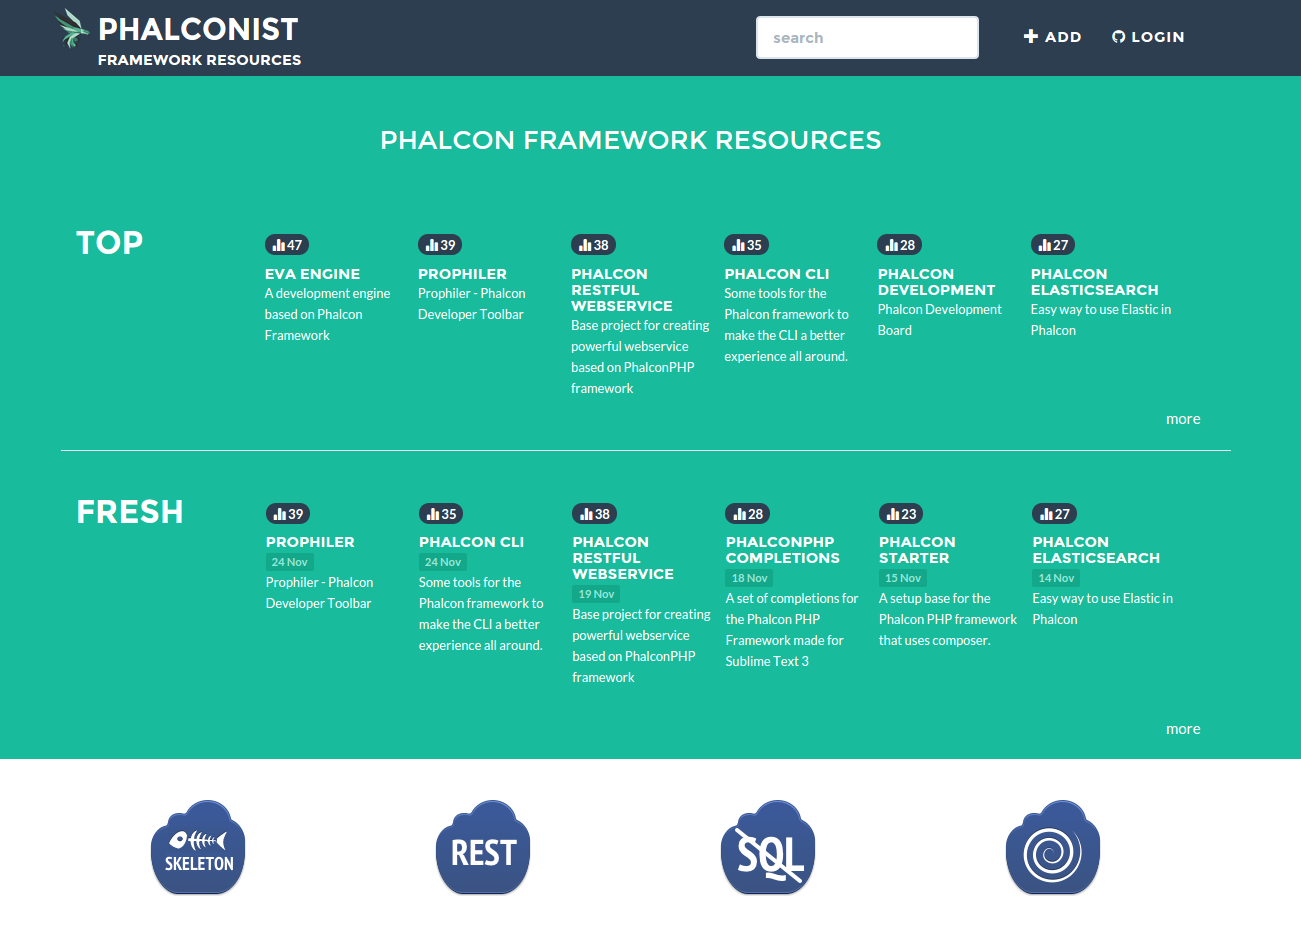 PHALCONIST
FRAMEWORK RESOURCES
search
ADD
LOGIN
PHALCON FRAMEWORK RESOURCES
TOP
47
EVA ENGINE
A development engine
based on Phalcon
Framework
39
PROPHILER
Prophiler - Phalcon
Developer Toolbar
38
PHALCON
RESTFUL
WEBSERVICE
Base project for creating
powerful webservice
based on PhalconPHP
framework
35
PHALCON CLI
Some tools for the
Phalcon framework to
make the CLI a better
experience all around.
28
PHALCON
DEVELOPMENT
Phalcon Development
Board
27
PHALCON
ELASTICSEARCH
Easy way to use Elastic in
Phalcon
more
FRESH
39
PROPHILER
24 Nov
Prophiler - Phalcon
Developer Toolbar
35
PHALCON CLI
24 Nov
Some tools for the
Phalcon framework to
make the CLI a better
experience all around.
38
PHALCON
RESTFUL
WEBSERVICE
19 Nov
Base project for creating
powerful webservice
based on PhalconPHP
framework
28
PHALCONPHP
COMPLETIONS
18 Nov
A set of completions for
the Phalcon PHP
Framework made for
Sublime Text 3
23
PHALCON
STARTER
15 Nov
A setup base for the
Phalcon PHP framework
that uses composer.
27
PHALCON
ELASTICSEARCH
14 Nov
Easy way to use Elastic in
Phalcon
more
SKELETON
REST
SQL